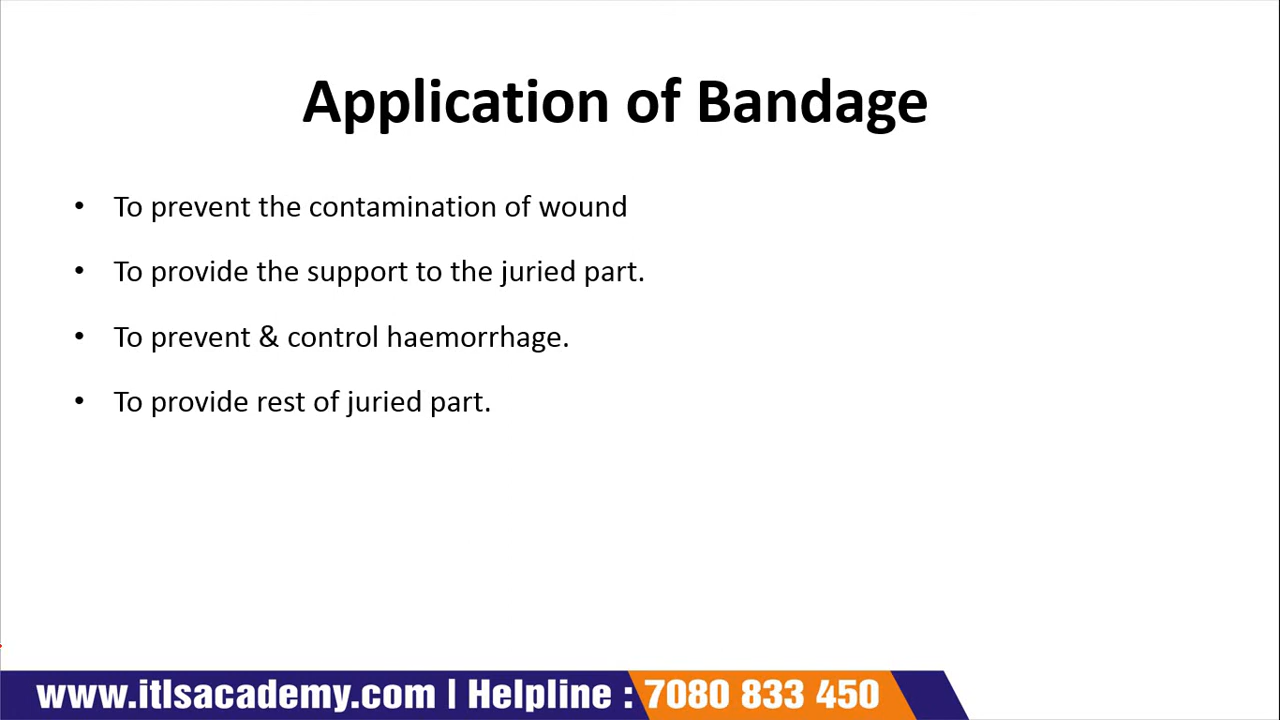 Application of Bandage
• To prevent the contamination of wound
• To provide the support to the juried part.
• To prevent & control haemorrhage.
• To provide rest of juried part.
www.itlsacademy.com | Helpline : 7080 833 450